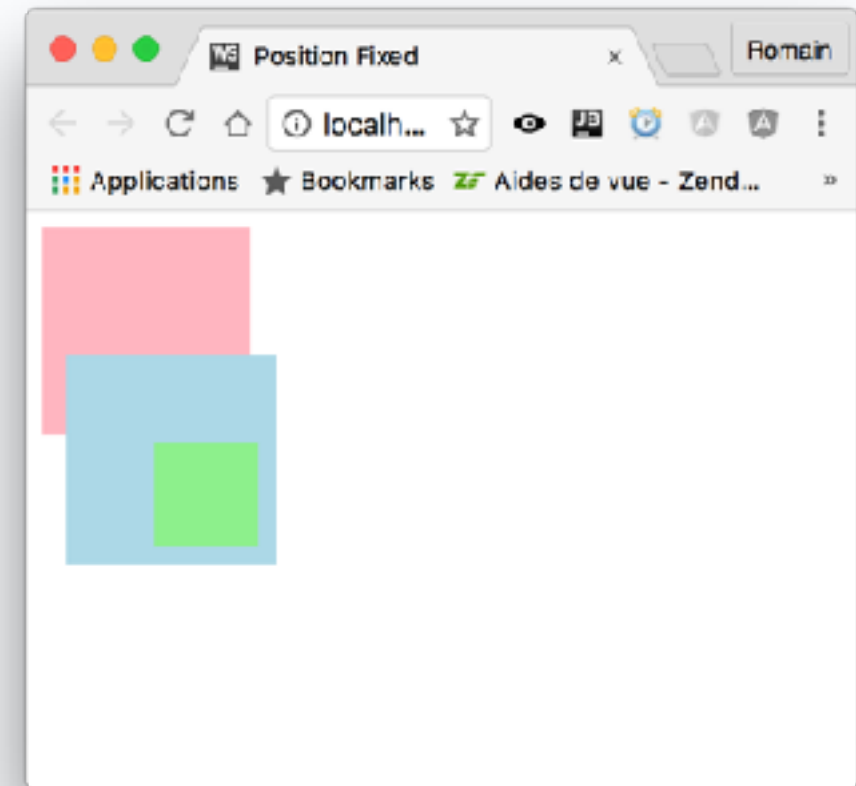 Position Fixed
Romain
localh...
Applications Bookmarks Aides de vue - Zend...